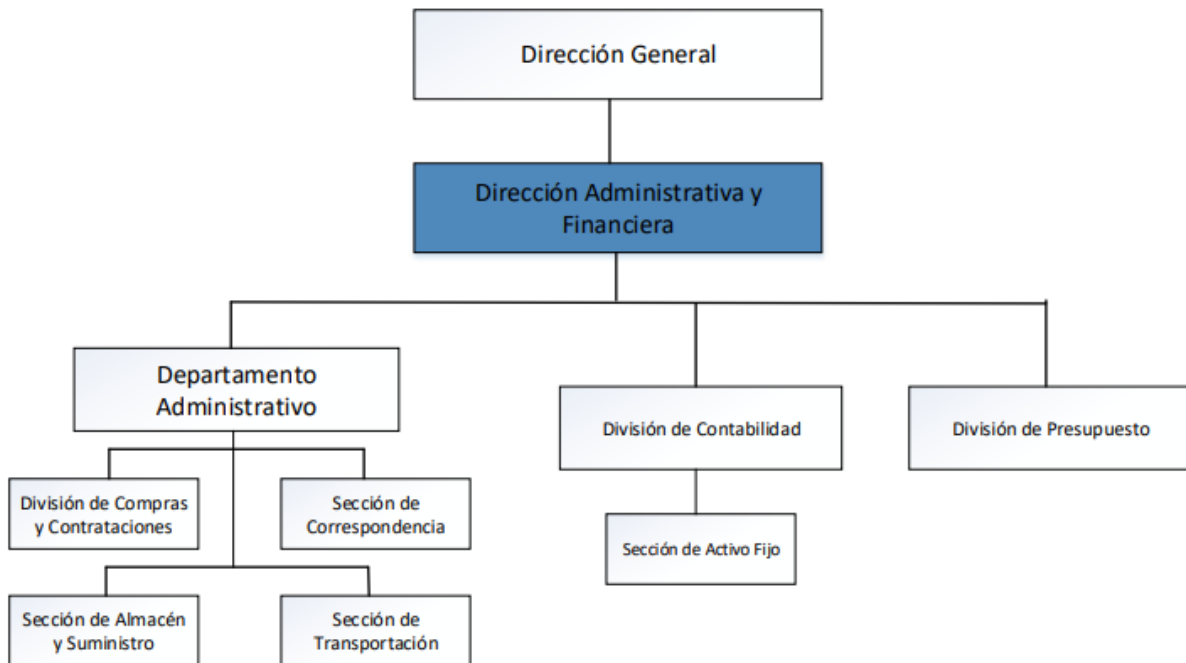 Dirección General
Dirección Administrativa y
Financiera
Departamento
Administrativo
División de Contabilidad
División de Presupuesto
División de Compras
y Contrataciones
Sección de
Correspondencia
Sección de Activo Fijo
Sección de Almacén
y Suministro
Sección de
Transportación